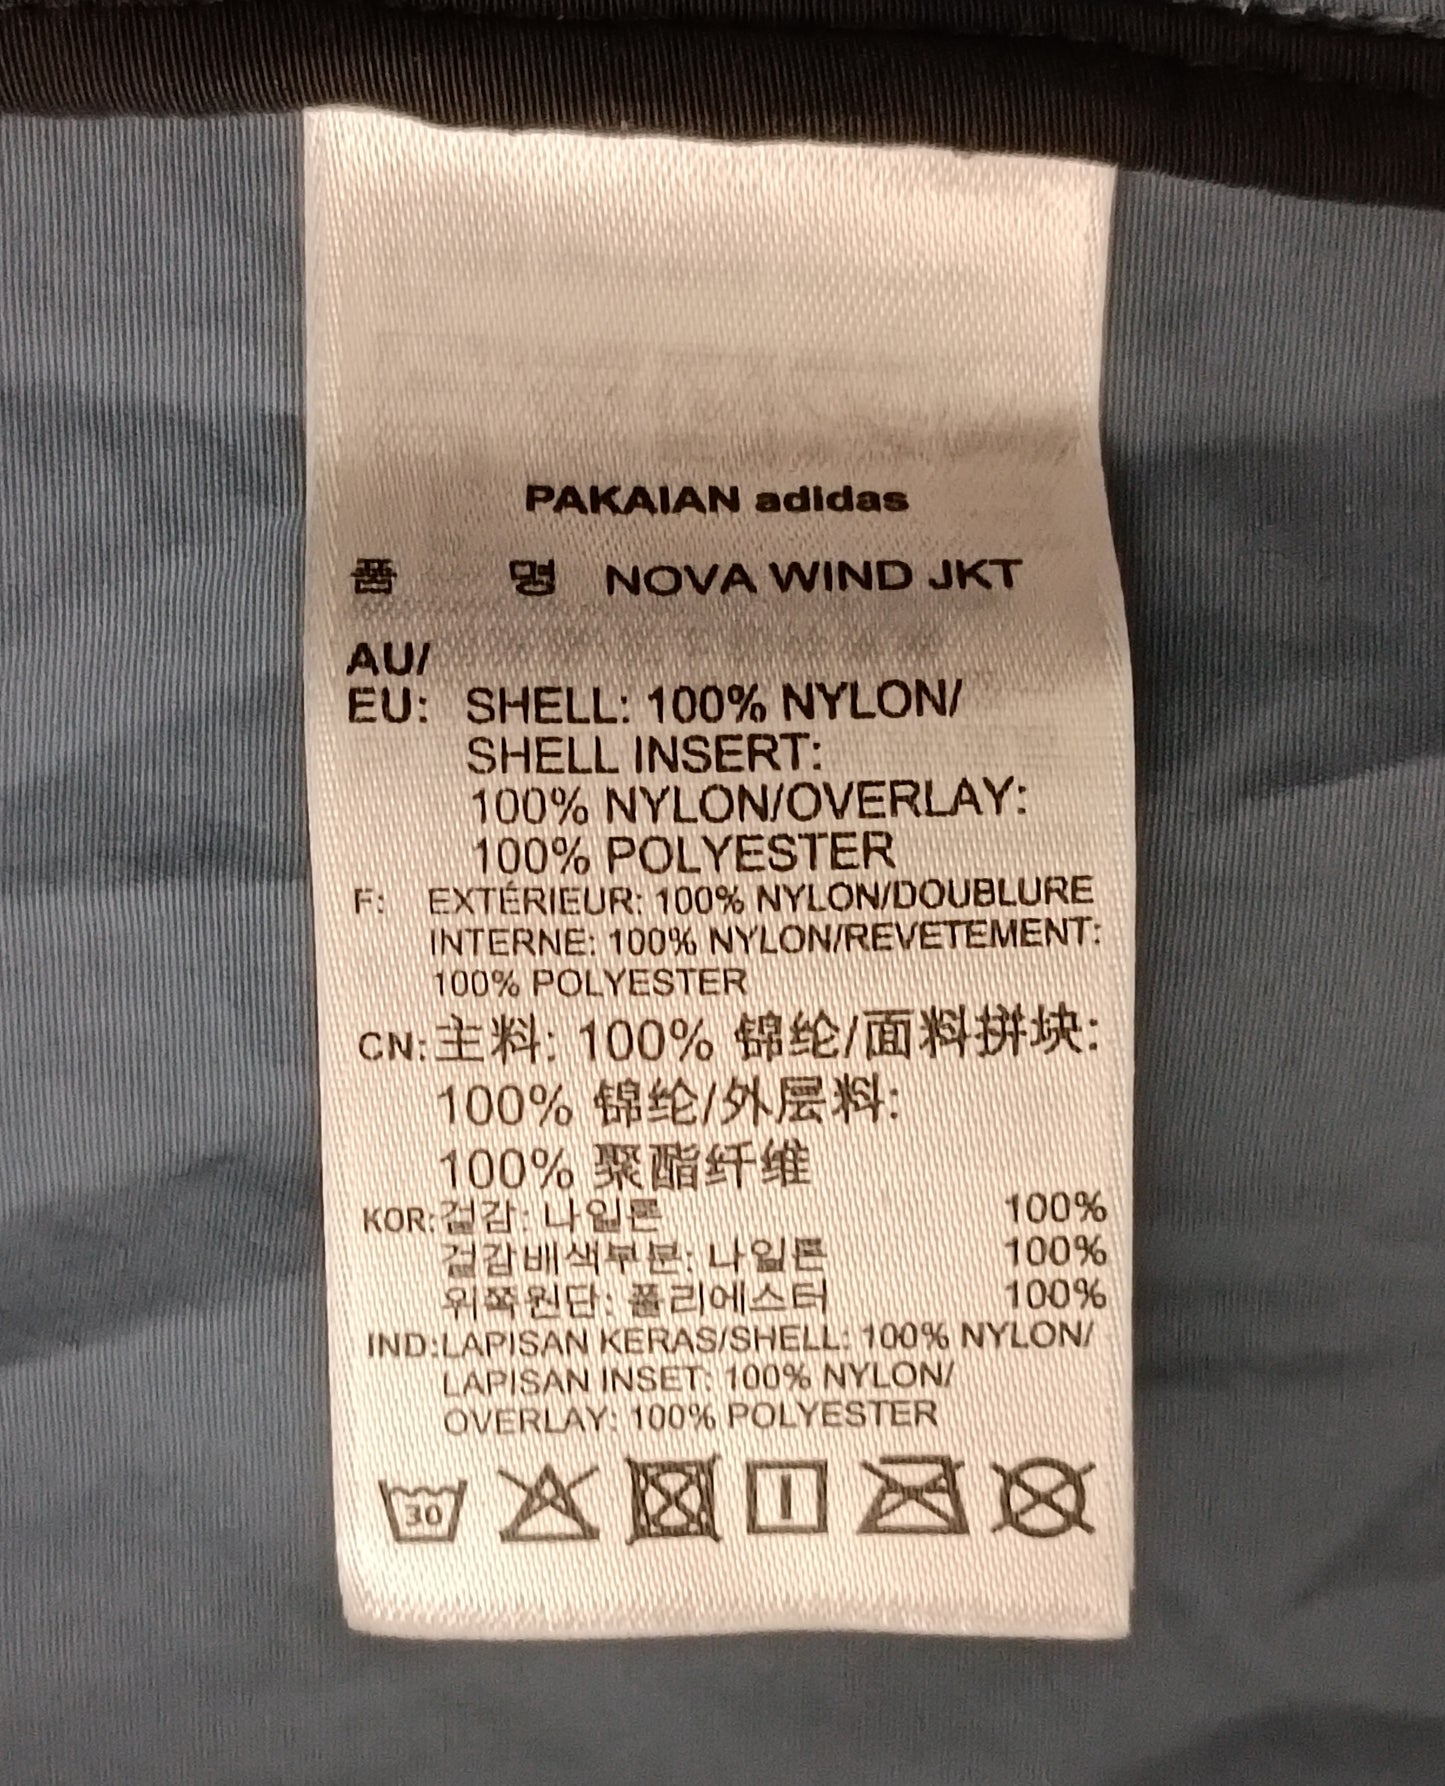 PAKAIAN adidas
품 명 NOVA WIND JKT
AU/
EU: SHELL: 100% NYLON/
SHELL INSERT:
100% NYLON/OVERLAY:
100% POLYESTER
F: EXTÉRIEUR: 100% NYLON/DOUBLURE
INTERNE: 100% NYLON/REVETEMENT:
100% POLYESTER
CN: 主料: 100% 锦纶/面料拼块:
100% 锦纶/外层料:
100% 聚酯纤维
KOR: 겉감: 나일론 100%
겉감배색부분: 나일론 100%
위쪽원단: 폴리에스터 100%
IND: LAPISAN KERAS/SHELL: 100% NYLON/
LAPISAN INSET: 100% NYLON/
OVERLAY: 100% POLYESTER
30